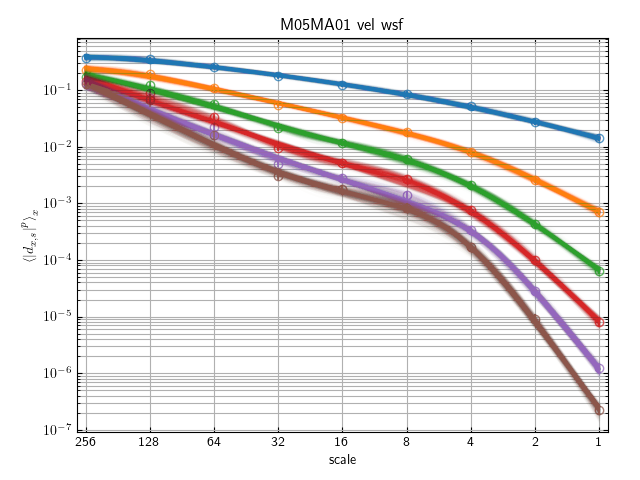 M05MA01 vel wsf
⟨|d_{x,s}|^p⟩_x
10^{-1}
10^{-2}
10^{-3}
10^{-4}
10^{-5}
10^{-6}
10^{-7}
256 128 64 32 16 8 4 2 1
scale